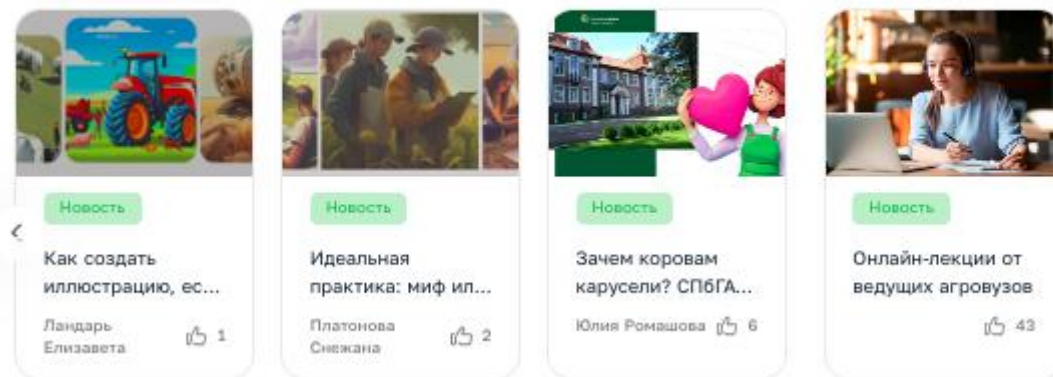 Новость
Как создать
иллюстрацию, ес...
Ландарь
Елизавета
1
Новость
Идеальная
практика: миф ил...
Платонова
Снежана
2
Новость
Зачем коровам
карусели? СПбГА...
Юлия Ромашова 6
Новость
Онлайн-лекции от
ведущих агровузов
43